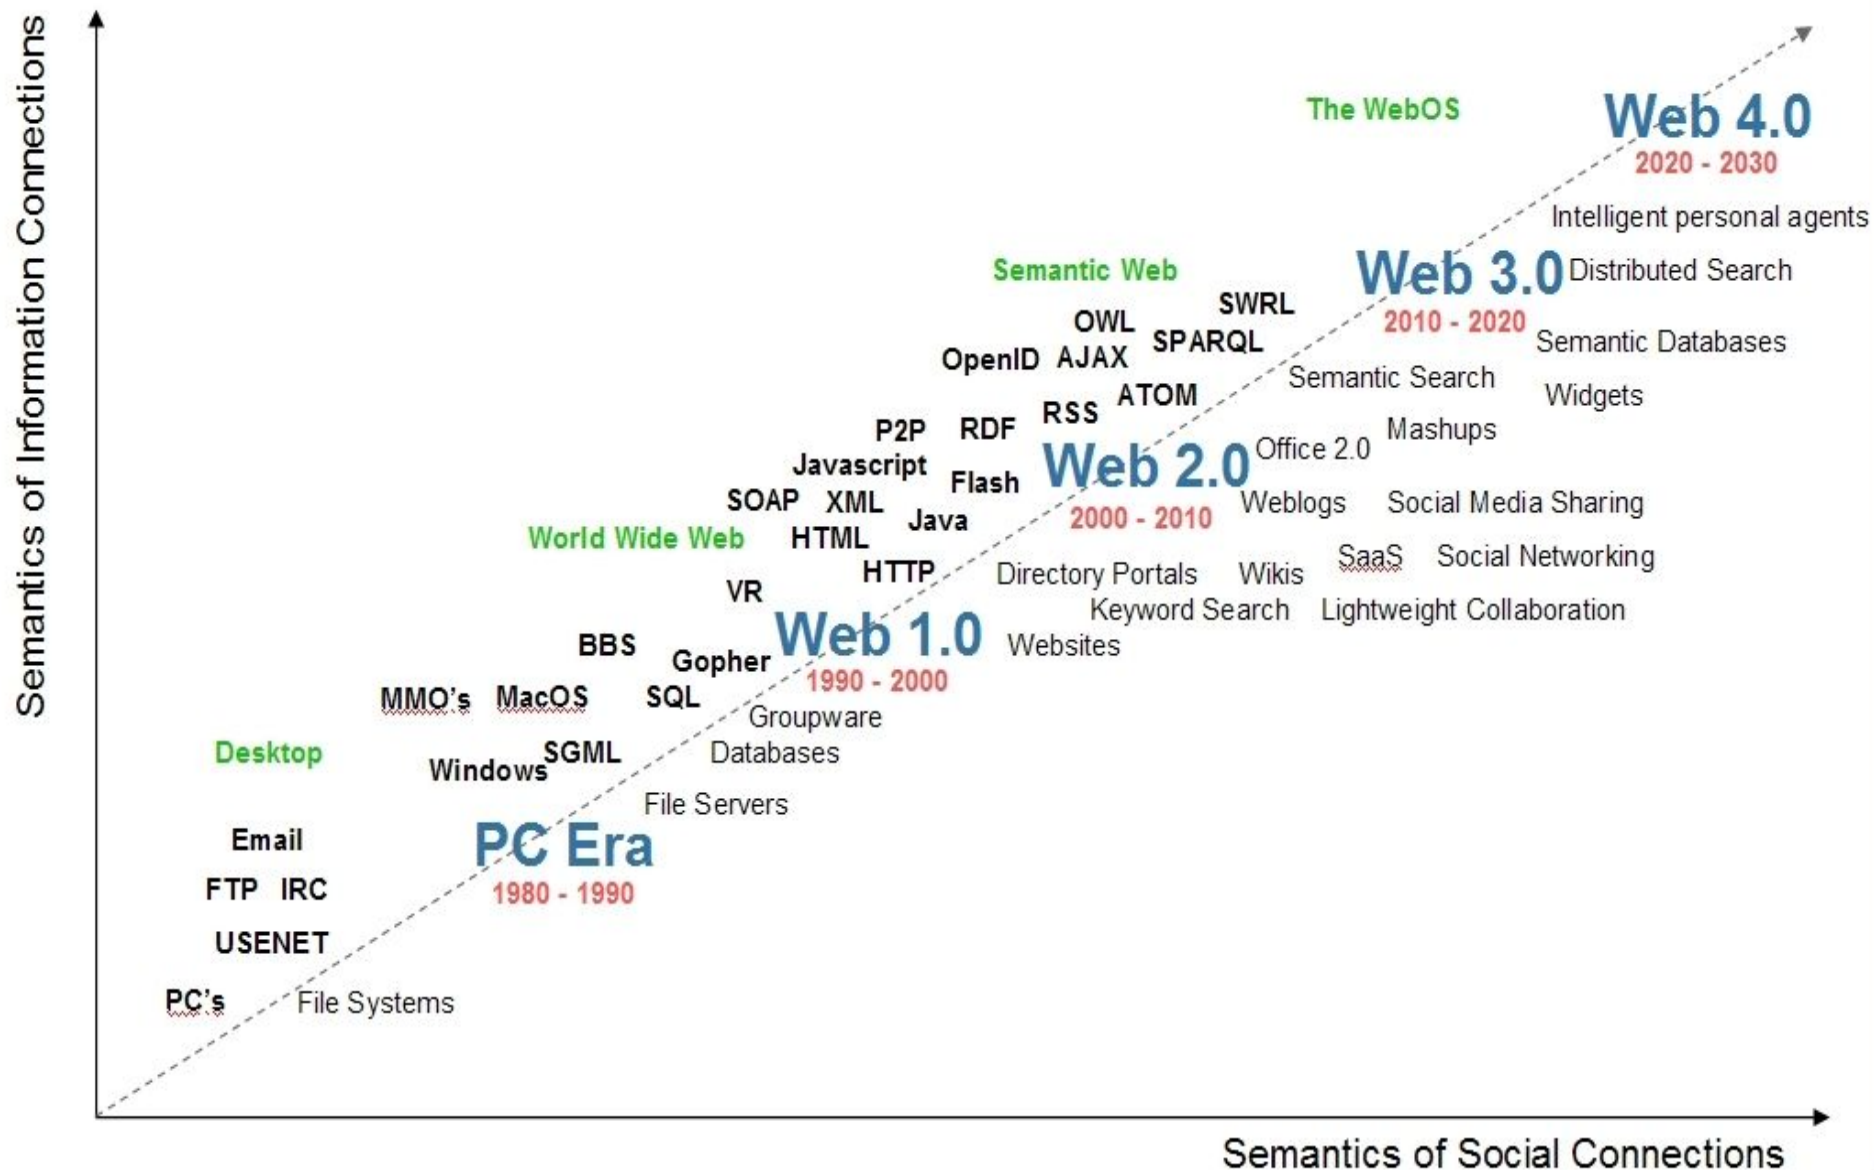 Semantics of Information Connections
The WebOS
Web 4.0
2020 - 2030
Intelligent personal agents
Semantic Web
Web 3.0
Distributed Search
2010 - 2020
SWRL
OWL
SPARQL
Semantic Databases
OpenID
AJAX
Semantic Search
Widgets
ATOM
RSS
P2P
RDF
Mashups
Office 2.0
Web 2.0
Javascript
Flash
2000 - 2010
Weblogs
Social Media Sharing
SOAP
XML
Java
World Wide Web
HTML
SaaS
Social Networking
HTTP
Directory Portals
Wikis
VR
Keyword Search
Lightweight Collaboration
Web 1.0
Websites
1990 - 2000
BBS
Gopher
MMO's
MacOS
SQL
Groupware
Desktop
SGML
Databases
Windows
File Servers
PC Era
1980 - 1990
Email
FTP
IRC
USENET
PC's
File Systems
Semantics of Social Connections